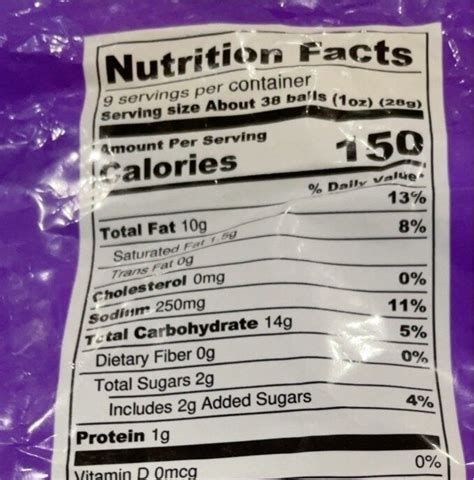 Nutrition Facts
9 servings per container
Serving size About 38 balls (1oz) (28g)
Amount Per Serving
Calories 150
% Daily Value*
Total Fat 10g 13%
Saturated Fat 1.5g 8%
Trans Fat 0g
Cholesterol 0mg 0%
Sodium 250mg 11%
Total Carbohydrate 14g 5%
Dietary Fiber 0g 0%
Total Sugars 2g
Includes 2g Added Sugars 4%
Protein 1g
Vitamin D 0mcg 0%